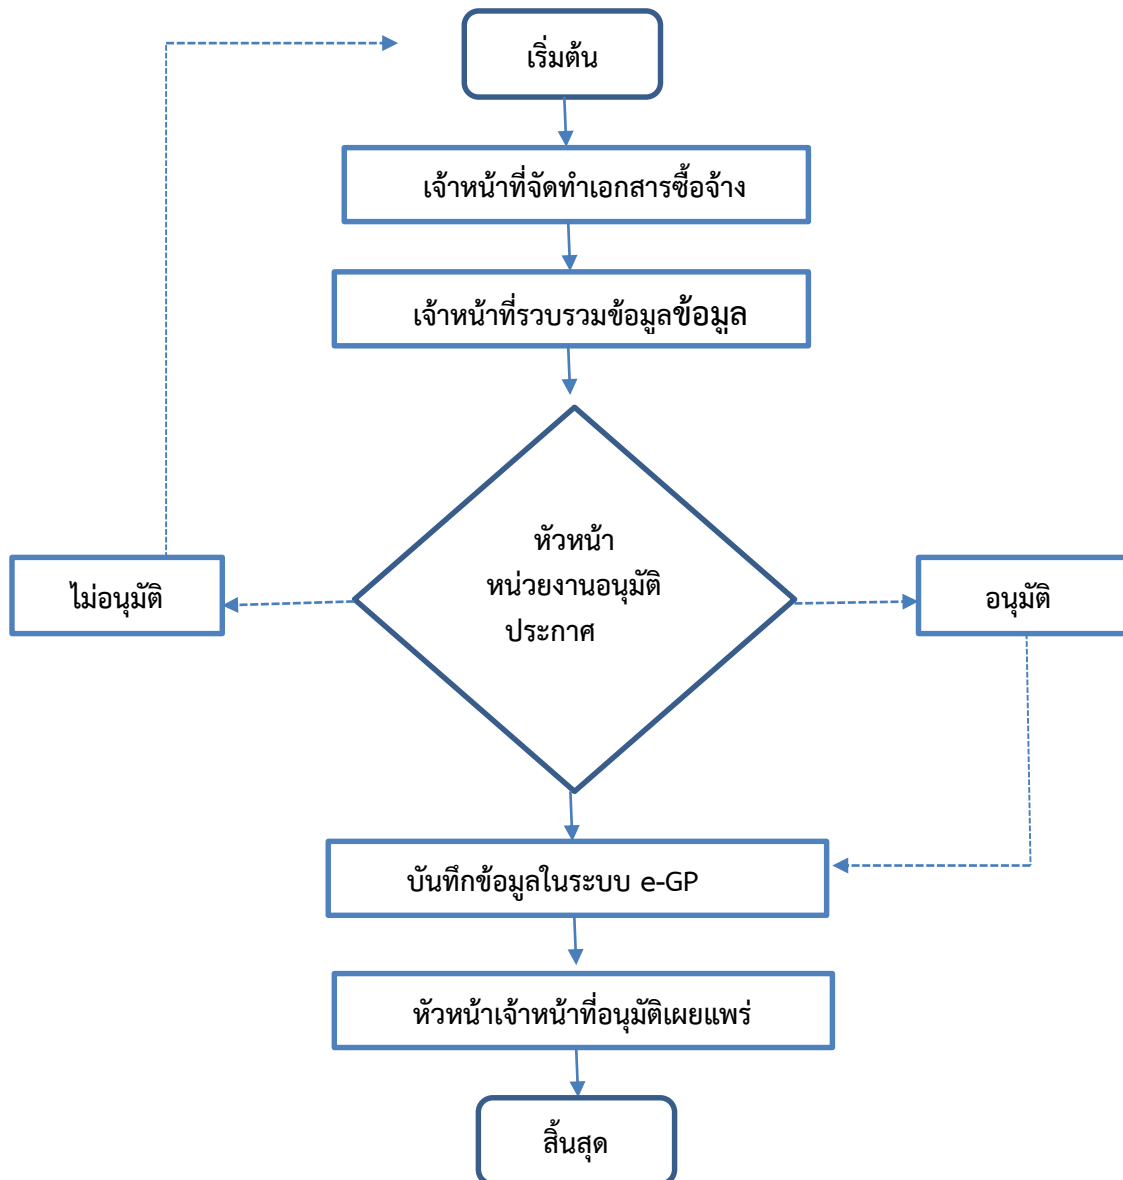 เริ่มต้น
เจ้าหน้าที่จัดทำเอกสารซื้อจ้าง
เจ้าหน้าที่รวบรวมข้อมูลข้อมูล
หัวหน้า
หน่วยงานอนุมัติ
ประกาศ
ไม่อนุมัติ
อนุมัติ
บันทึกข้อมูลในระบบ e-GP
หัวหน้าเจ้าหน้าที่อนุมัติเผยแพร่
สิ้นสุด